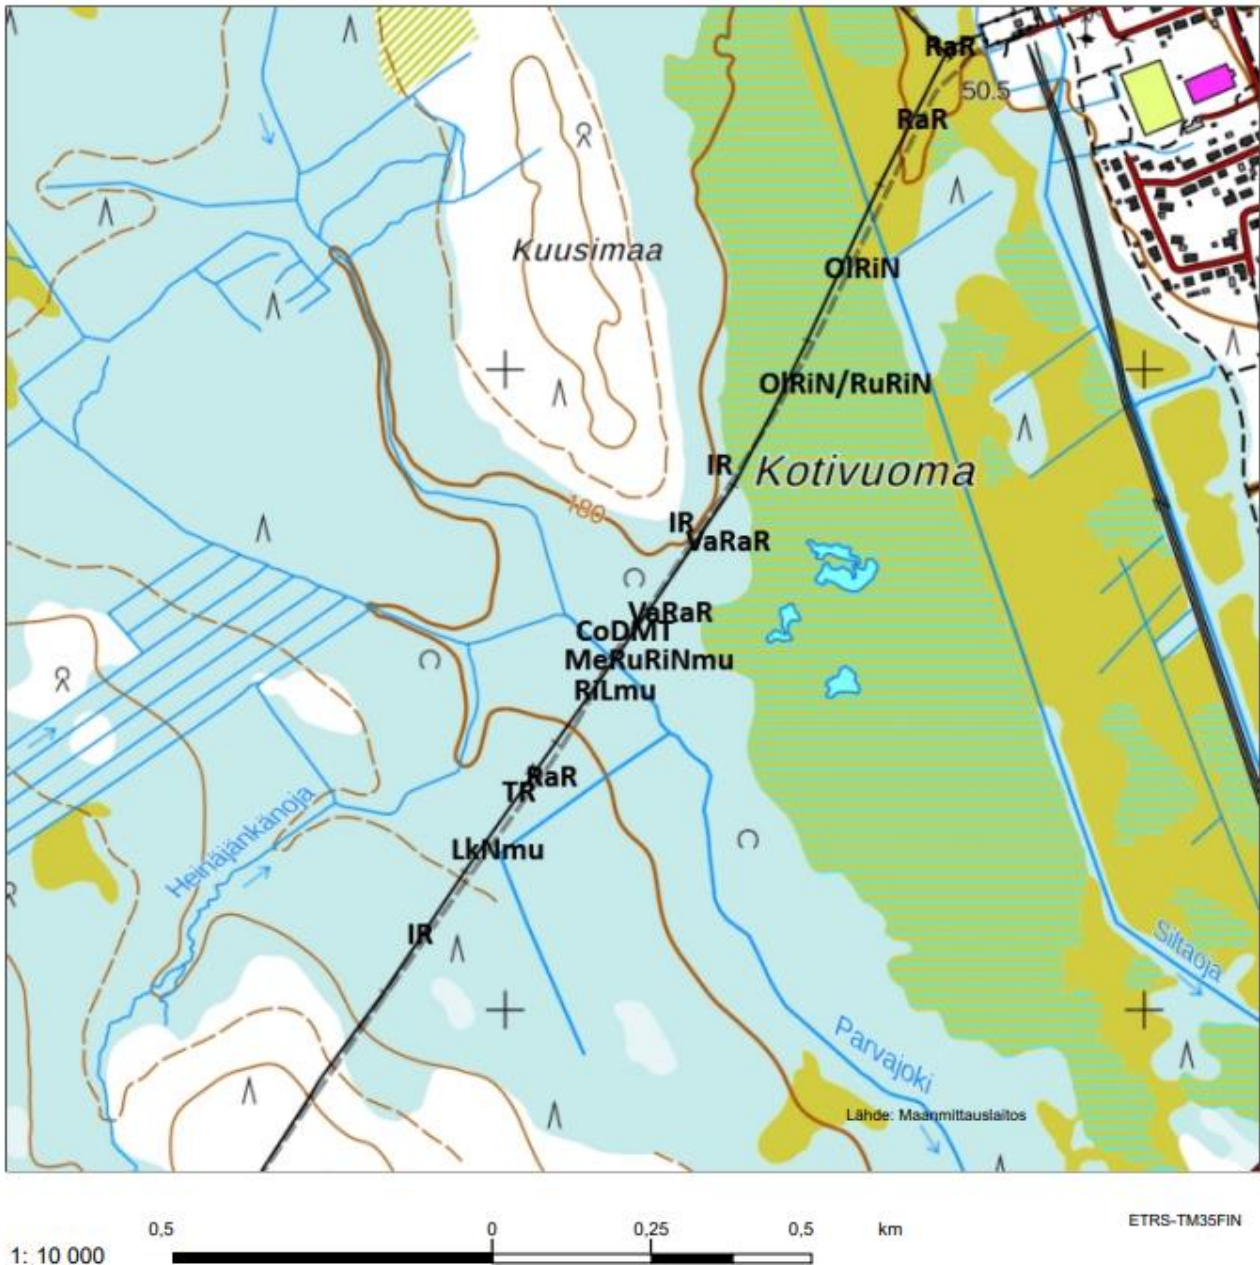 RaR
50.5
RaR
Kuusimaa
OlRiN
OlRiN/RuRiN
IR
Kotivuoma
180
IR
VaRaR
VaRaR
CoDMT
MeRuRiNmu
RiLmu
RaR
TR
Heinäjänkänoja
LkNmu
IR
Siltaoja
Parvajoki
Lähde: Maanmittauslaitos
ETRS-TM35FIN
0,5 0 0,25 0,5 km
1: 10 000